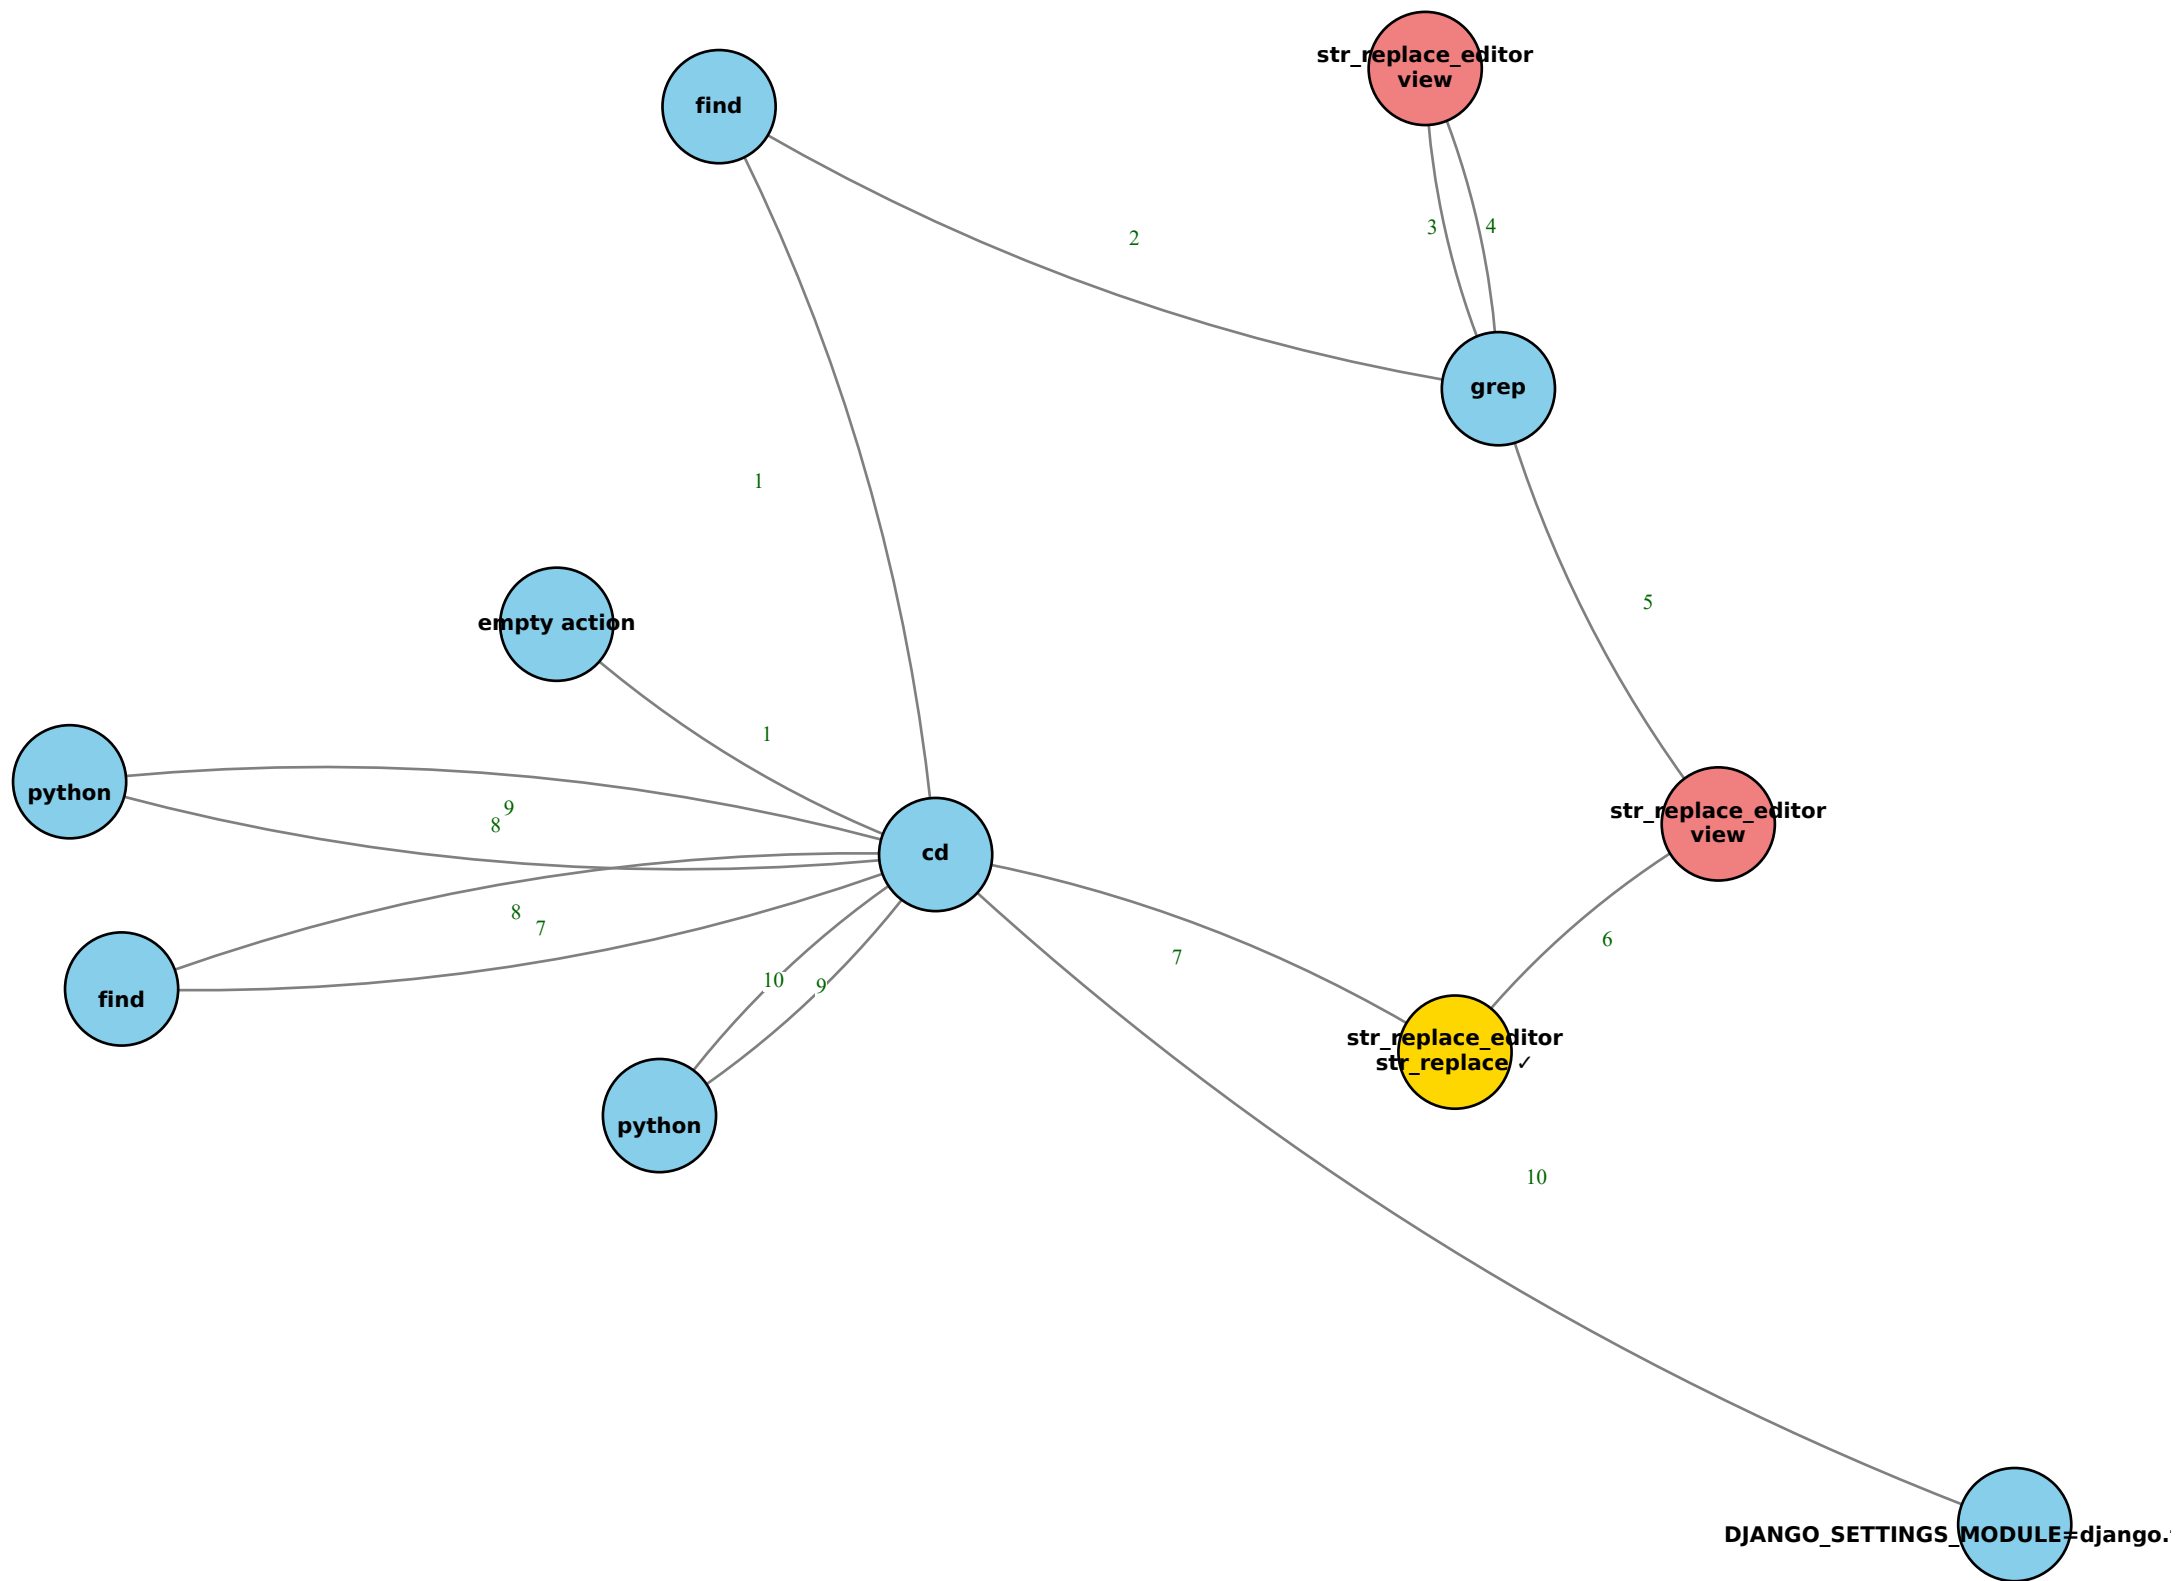 str_replace_editor
view
find
2
3
4
grep
1
5
empty action
1
python
9
8
str_replace_editor
view
cd
8
7
6
7
find
10
9
str_replace_editor
str_replace ✓
python
10
DJANGO_SETTINGS_MODULE=django.